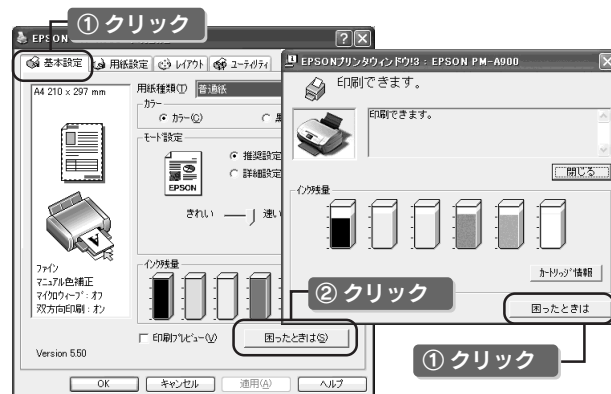 ① クリック
EPSON
基本設定
用紙設定
レイアウト
ユーティリティ
A4 210 x 297 mm
用紙種類(T)
普通紙
カラー
カラー(C)
モード設定
推奨設定
詳細設定
EPSON
きれい
速い
ファイン
マニュアル色補正
マイクロウィーブ：オフ
双方向印刷：オン
インク残量
印刷プレビュー(V)
困ったときは(S)
Version 5.50
OK
キャンセル
適用(A)
ヘルプ
② クリック
EPSONプリンタウィンドウ!3 : EPSON PM-A900
印刷できます。
印刷できます。
閉じる
インク残量
カートリッジ情報
困ったときは
① クリック